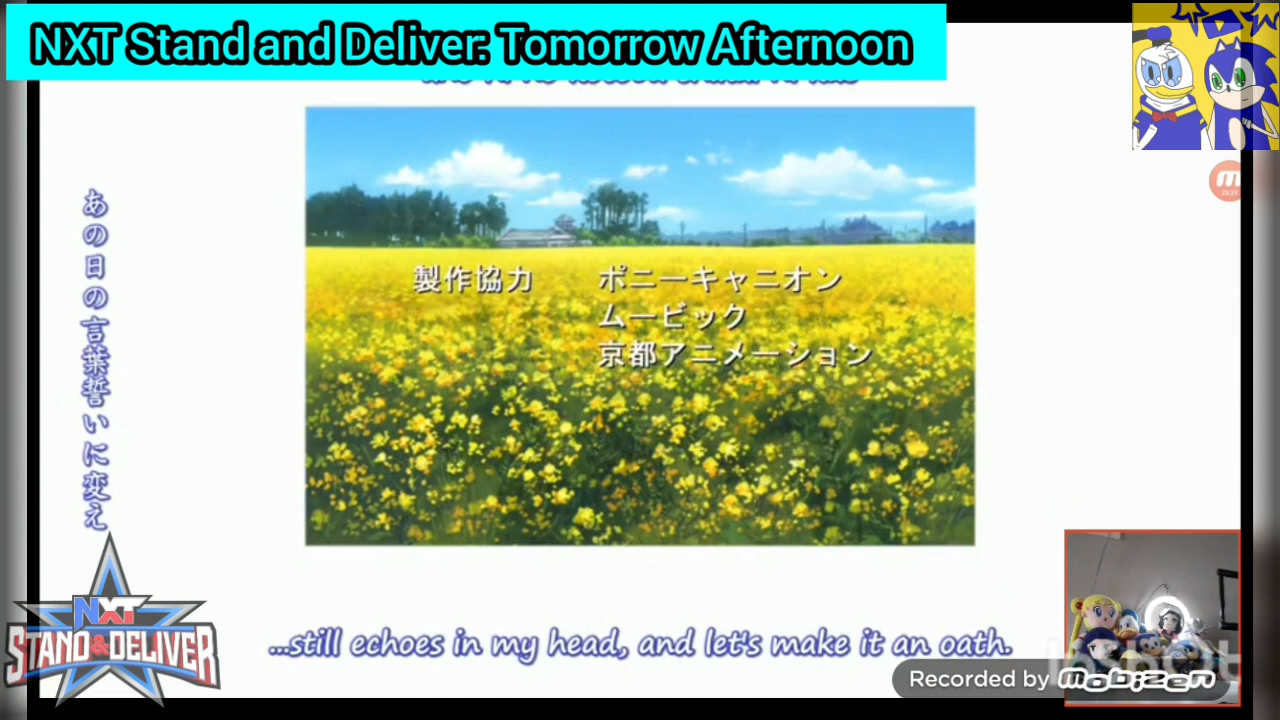 NXT Stand and Deliver: Tomorrow Afternoon
あの日の言葉誓いに変え
製作協力 ポニーキャニオン
ムービック
京都アニメーション
NXT
STAND & DELIVER
...still echoes in my head, and let's make it an oath.
Recorded by mobizen